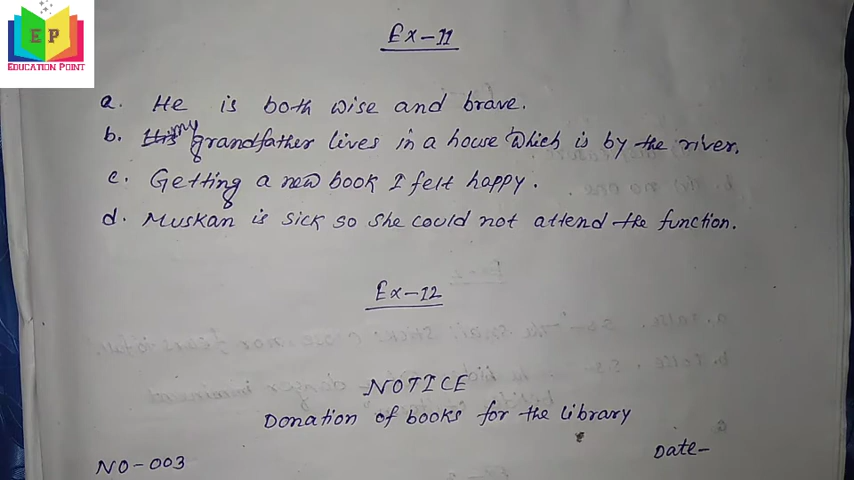 EP
EDUCATION POINT
Ex-11
a. He is both wise and brave.
b. my grandfather lives in a house which is by the river.
c. Getting a new book I felt happy.
d. Muskan is sick so she could not attend the function.
Ex-12
NOTICE
Donation of books for the library
NO-003
Date-